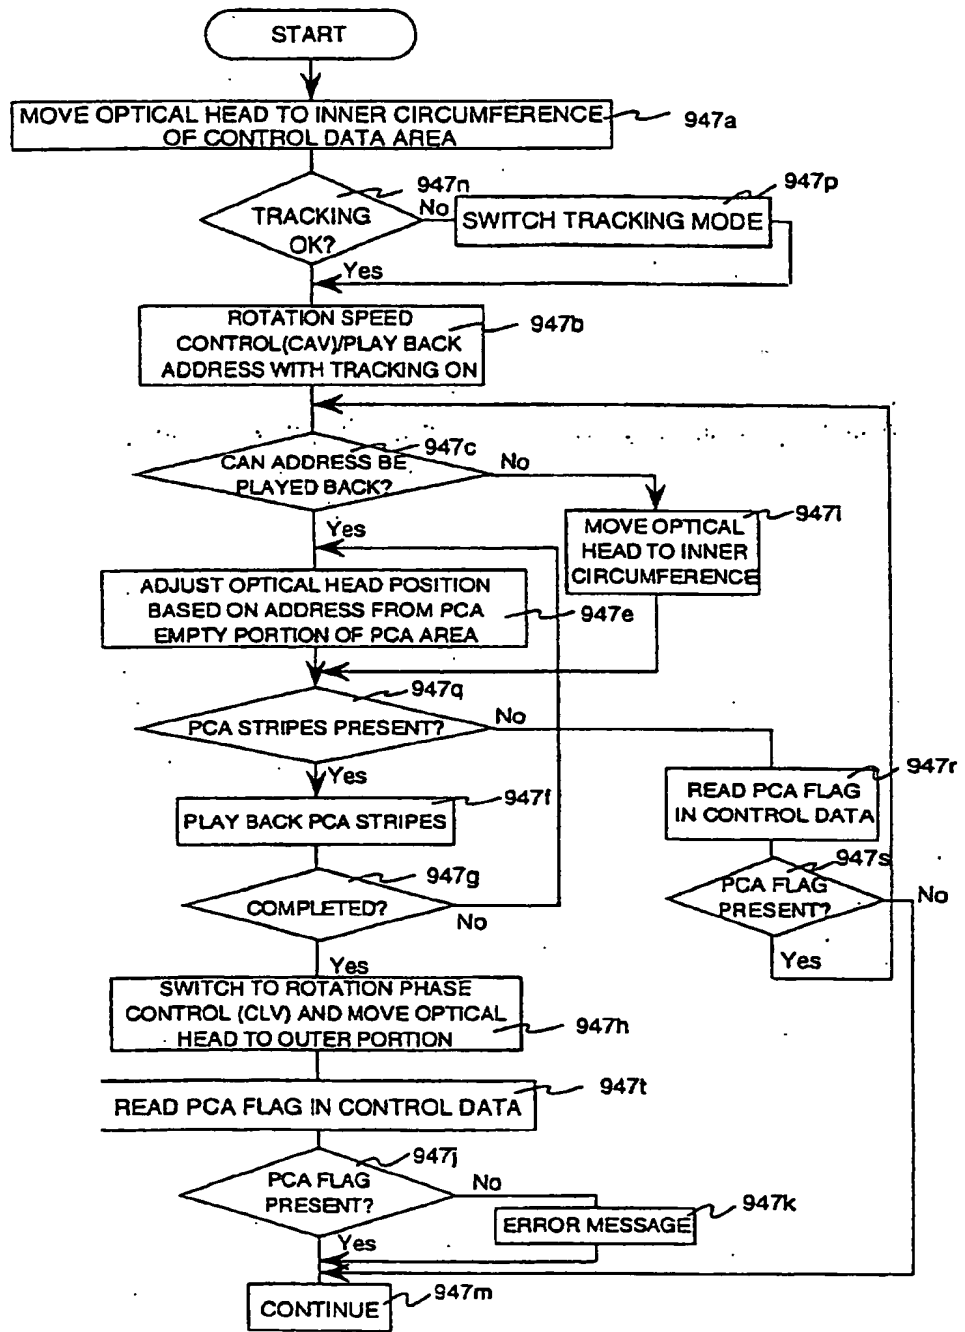 START
MOVE OPTICAL HEAD TO INNER CIRCUMFERENCE
OF CONTROL DATA AREA
947a
947n
TRACKING
OK?
No
947p
SWITCH TRACKING MODE
Yes
ROTATION SPEED
CONTROL(CAV)/PLAY BACK
ADDRESS WITH TRACKING ON
947b
947c
CAN ADDRESS BE
PLAYED BACK?
No
Yes
947i
MOVE OPTICAL
HEAD TO INNER
CIRCUMFERENCE
ADJUST OPTICAL HEAD POSITION
BASED ON ADDRESS FROM PCA
EMPTY PORTION OF PCA AREA
947e
947q
PCA STRIPES PRESENT?
No
Yes
947r
READ PCA FLAG
IN CONTROL DATA
947f
PLAY BACK PCA STRIPES
947s
PCA FLAG
PRESENT?
No
Yes
947g
COMPLETED?
No
Yes
SWITCH TO ROTATION PHASE
CONTROL (CLV) AND MOVE OPTICAL
HEAD TO OUTER PORTION
947h
947t
READ PCA FLAG IN CONTROL DATA
947j
PCA FLAG
PRESENT?
No
947k
ERROR MESSAGE
Yes
CONTINUE
947m